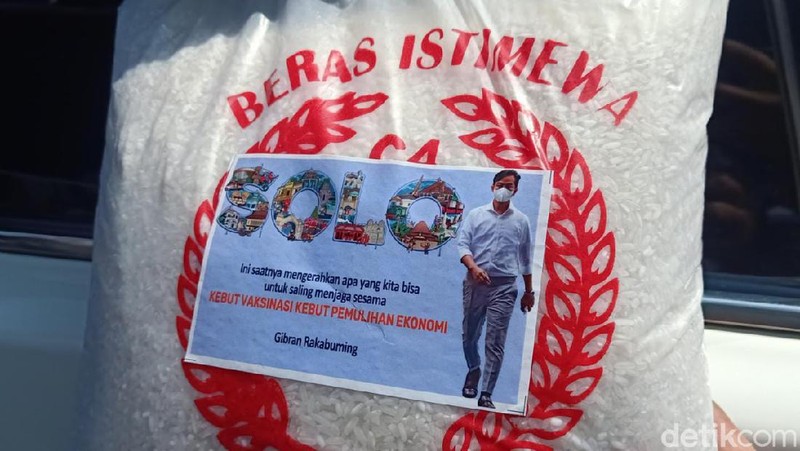 BERAS ISTIMEWA
C4
SOLO
ini saatnya mengerahkan apa yang kita bisa
untuk saling menjaga sesama
KEBUT VAKSINASI KEBUT PEMULIHAN EKONOMI
Gibran Rakabuming
detikcom